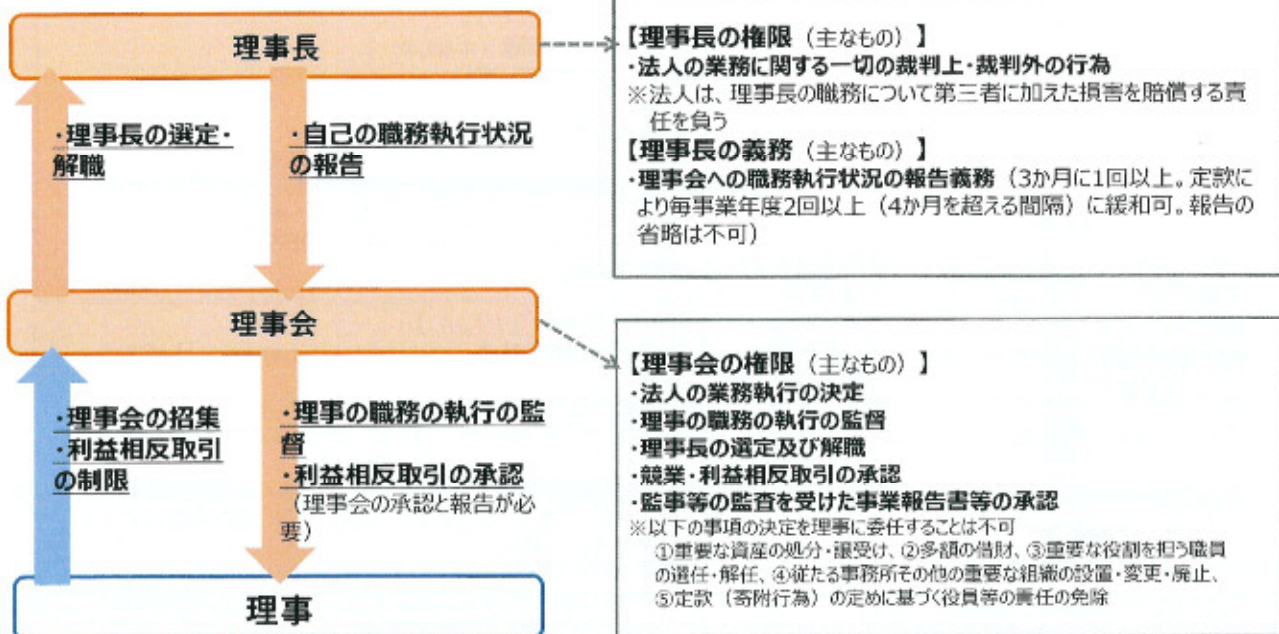 理事長
・理事長の選定・
解職
・自己の職務執行状況
の報告
【理事長の権限（主なもの）】
・法人の業務に関する一切の裁判上・裁判外の行為
※法人は、理事長の職務について第三者に加えた損害を賠償する責
任を負う
【理事長の義務（主なもの）】
・理事会への職務執行状況の報告義務（3か月に1回以上。定款に
より毎事業年度2回以上（4か月を超える間隔）に緩和可。報告の
省略は不可）
理事会
・理事会の招集
・利益相反取引
の制限
・理事の職務の執行の監
督
・利益相反取引の承認
（理事会の承認と報告が必
要）
【理事会の権限（主なもの）】
・法人の業務執行の決定
・理事の職務の執行の監督
・理事長の選定及び解職
・競業・利益相反取引の承認
・監事等の監査を受けた事業報告書等の承認
※以下の事項の決定を理事に委任することは不可
①重要な資産の処分・譲受け、②多額の借財、③重要な役割を担う職員
の選任・解任、④従たる事務所その他の重要な組織の設置・変更・廃止、
⑤定款（寄附行為）の定めに基づく役員等の責任の免除
理事